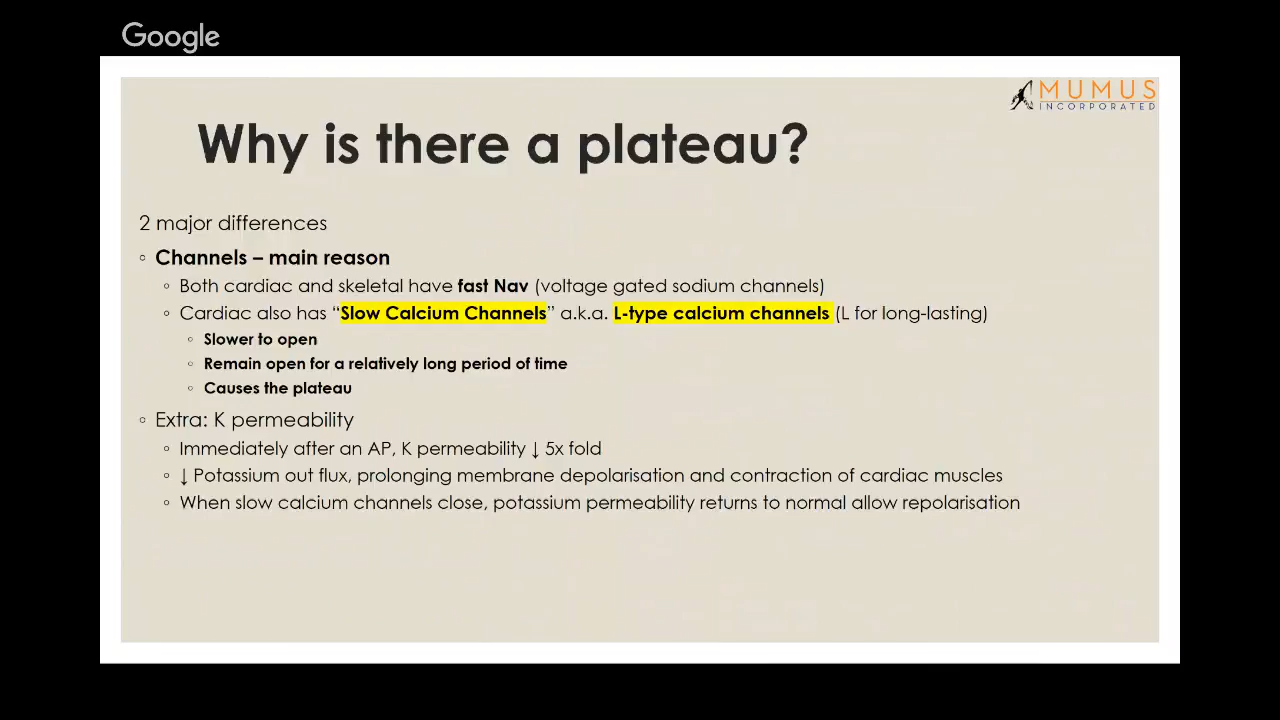 Google
MUMUS
INCORPORATED
Why is there a plateau?
2 major differences
◦ Channels – main reason
◦ Both cardiac and skeletal have fast Nav (voltage gated sodium channels)
◦ Cardiac also has “Slow Calcium Channels” a.k.a. L-type calcium channels (L for long-lasting)
◦ Slower to open
◦ Remain open for a relatively long period of time
◦ Causes the plateau
◦ Extra: K permeability
◦ Immediately after an AP, K permeability ↓ 5x fold
◦ ↓ Potassium out flux, prolonging membrane depolarisation and contraction of cardiac muscles
◦ When slow calcium channels close, potassium permeability returns to normal allow repolarisation